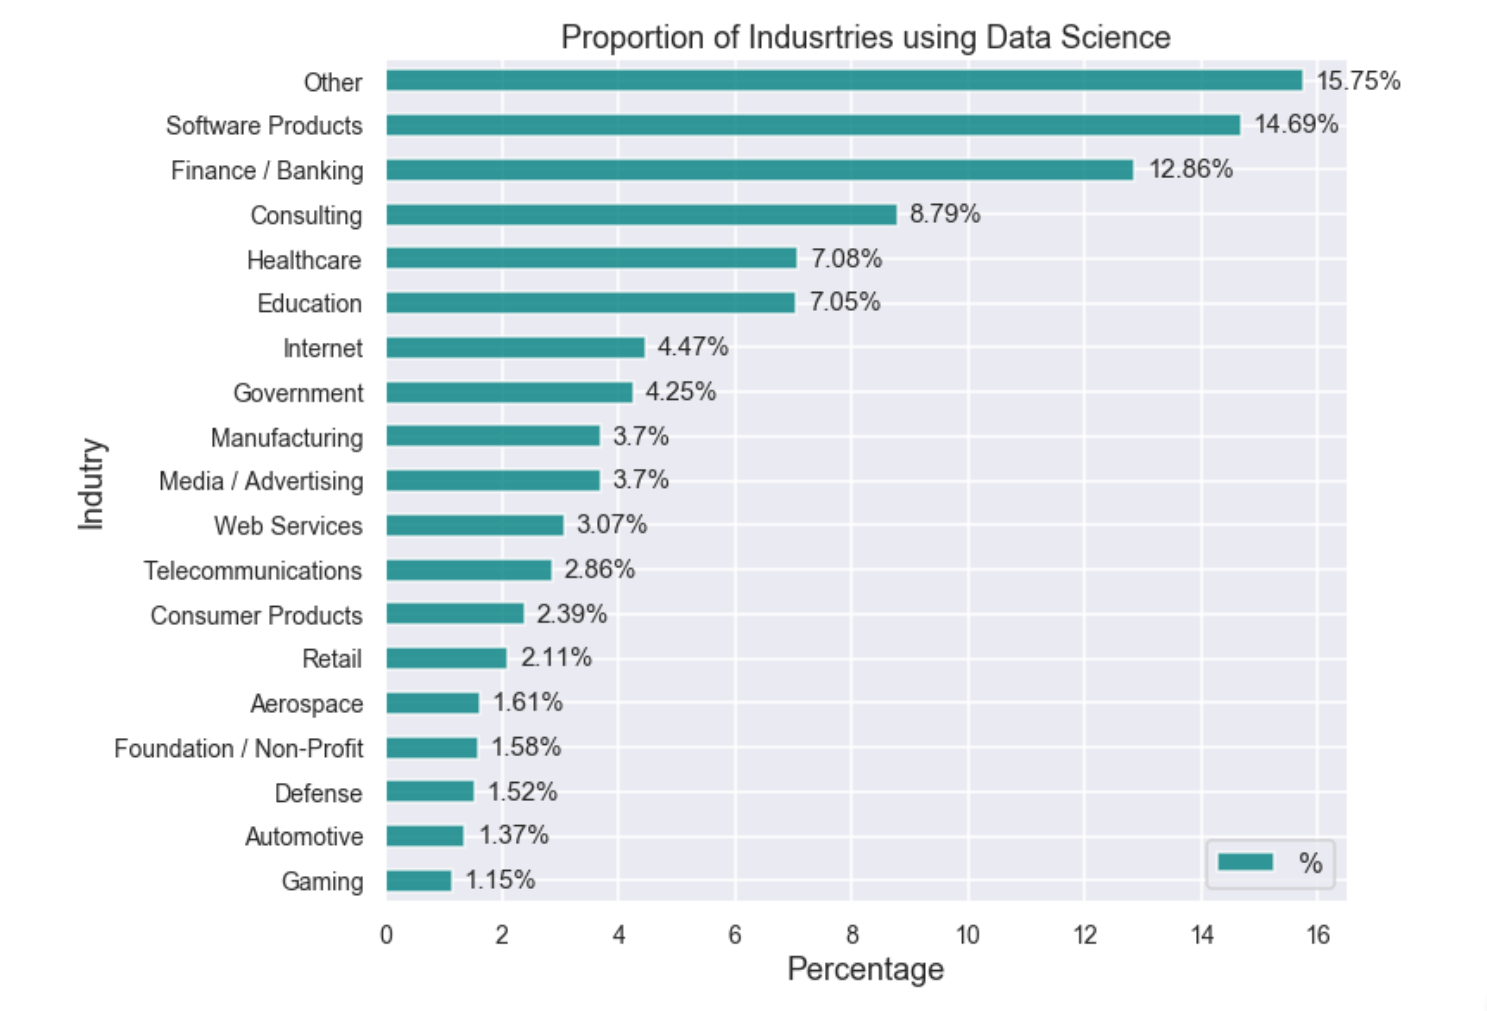 Proportion of Indusrtries using Data Science
Other 15.75%
Software Products 14.69%
Finance / Banking 12.86%
Consulting 8.79%
Healthcare 7.08%
Education 7.05%
Internet 4.47%
Government 4.25%
Manufacturing 3.7%
Media / Advertising 3.7%
Web Services 3.07%
Telecommunications 2.86%
Consumer Products 2.39%
Retail 2.11%
Aerospace 1.61%
Foundation / Non-Profit 1.58%
Defense 1.52%
Automotive 1.37%
Gaming 1.15%
Indutry
%
0 2 4 6 8 10 12 14 16
Percentage